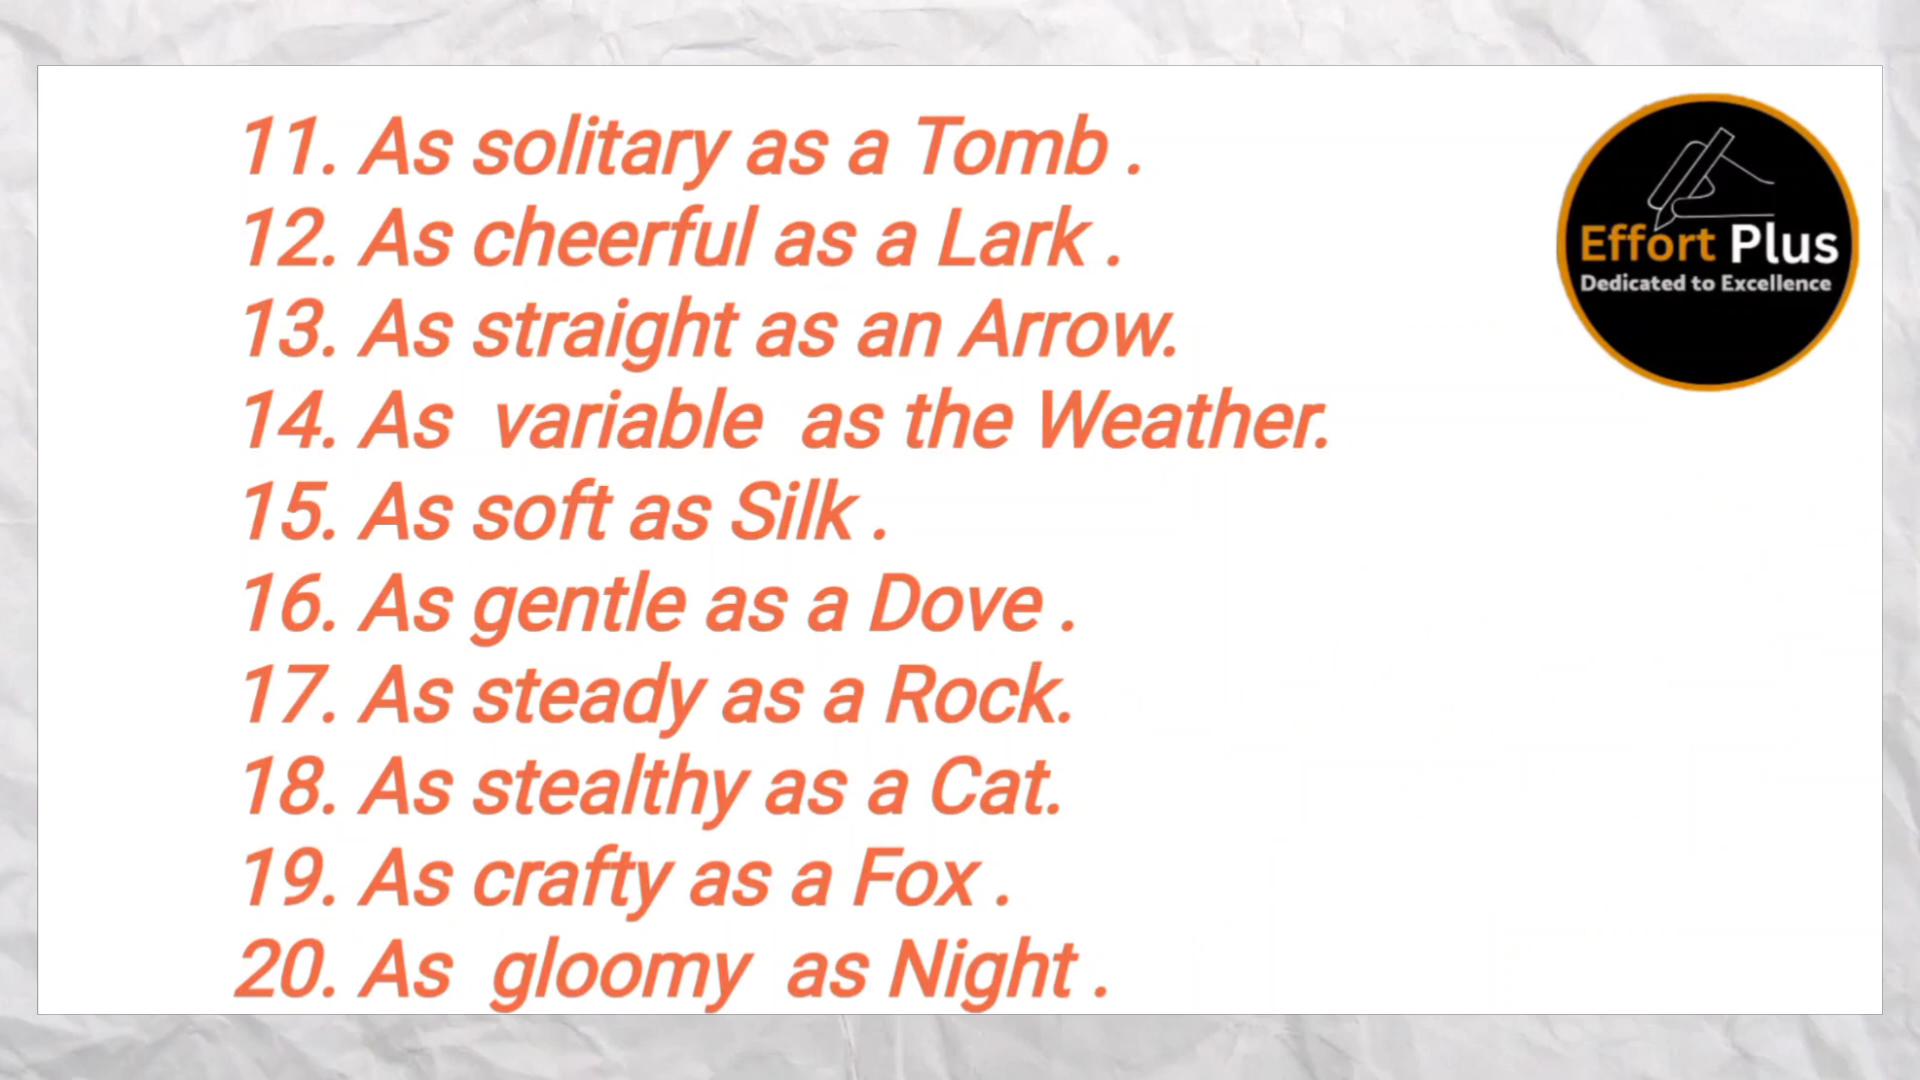 11. As solitary as a Tomb .
12. As cheerful as a Lark .
13. As straight as an Arrow.
14. As variable as the Weather.
15. As soft as Silk .
16. As gentle as a Dove .
17. As steady as a Rock.
18. As stealthy as a Cat.
19. As crafty as a Fox .
20. As gloomy as Night .
Effort Plus
Dedicated to Excellence